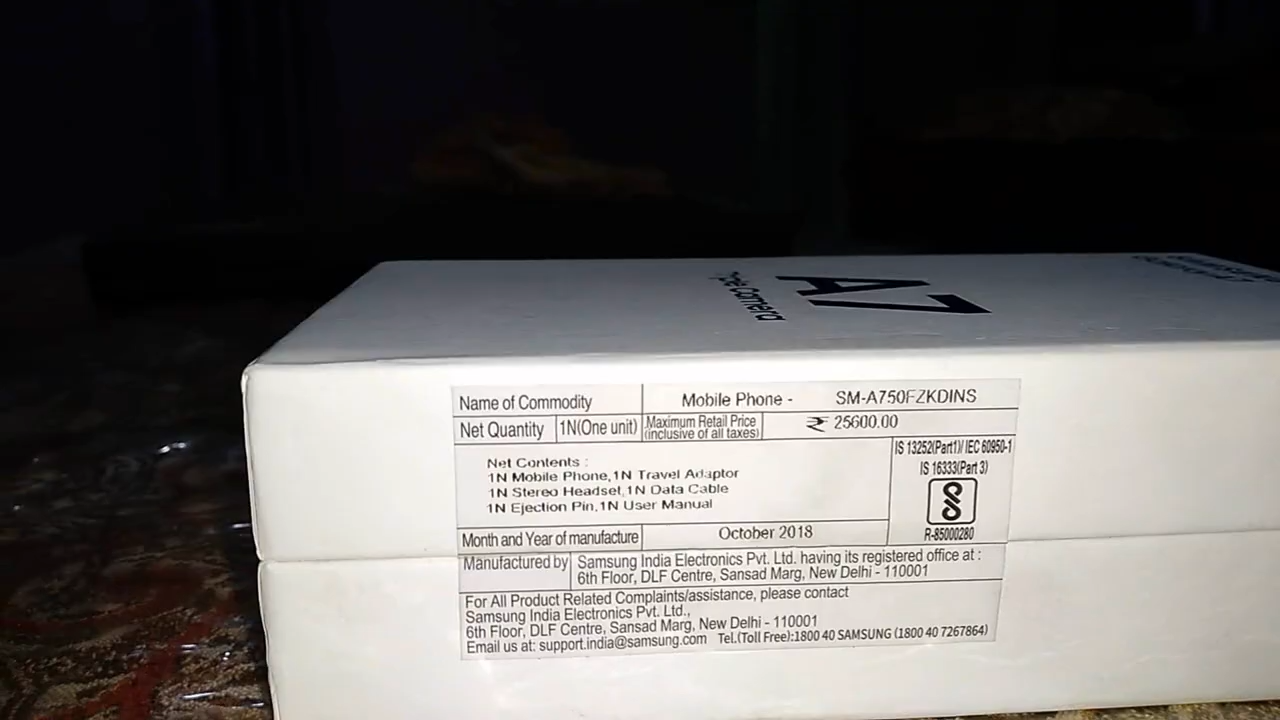 A7
Triple Camera
Name of Commodity Mobile Phone - SM-A750FZKDINS
Net Quantity 1N(One unit) Maximum Retail Price (inclusive of all taxes) ₹ 25600.00
IS 13252(Part1)/ IEC 60950-1
IS 16333(Part 3)
R-85000280
Net Contents :
1N Mobile Phone,1N Travel Adaptor
1N Stereo Headset,1N Data Cable
1N Ejection Pin,1N User Manual
Month and Year of manufacture October 2018
Manufactured by Samsung India Electronics Pvt. Ltd. having its registered office at :
6th Floor, DLF Centre, Sansad Marg, New Delhi - 110001
For All Product Related Complaints/assistance, please contact
Samsung India Electronics Pvt. Ltd.,
6th Floor, DLF Centre, Sansad Marg, New Delhi - 110001
Email us at: support.india@samsung.com Tel.(Toll Free):1800 40 SAMSUNG (1800 40 7267864)